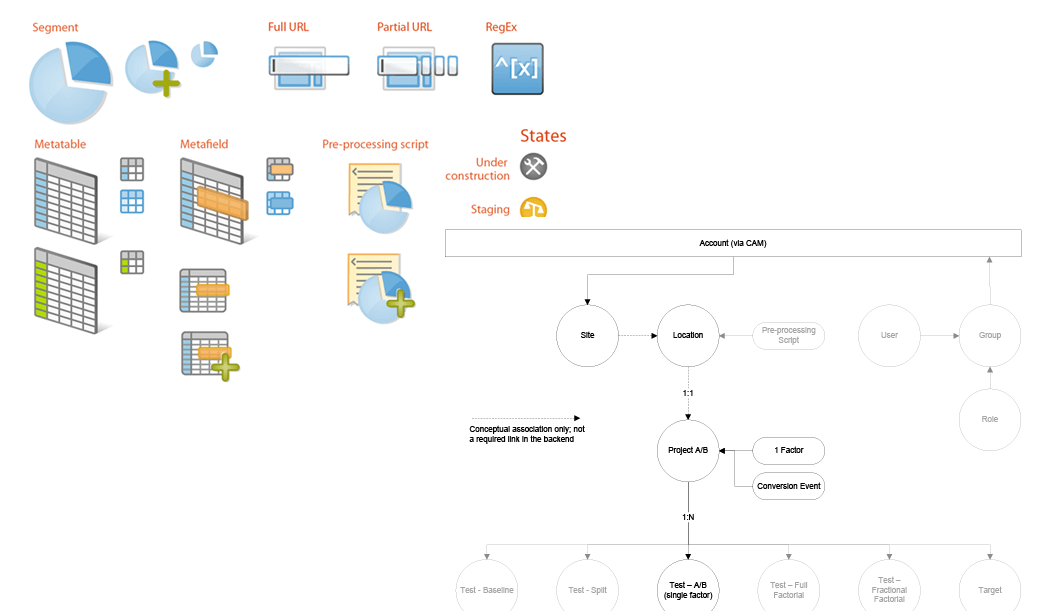 Segment
Full URL
Partial URL
RegEx
^[x]
Metatable
Metafield
Pre-processing script
States
Under
construction
Staging
Account (via CAM)
Site
Location
Pre-processing
Script
User
Group
1:1
Role
Conceptual association only; not
a required link in the backend
Project A/B
1 Factor
Conversion Event
1:N
Test - Baseline
Test - Split
Test – A/B
(single factor)
Test – Full
Factorial
Test –
Fractional
Factorial
Target